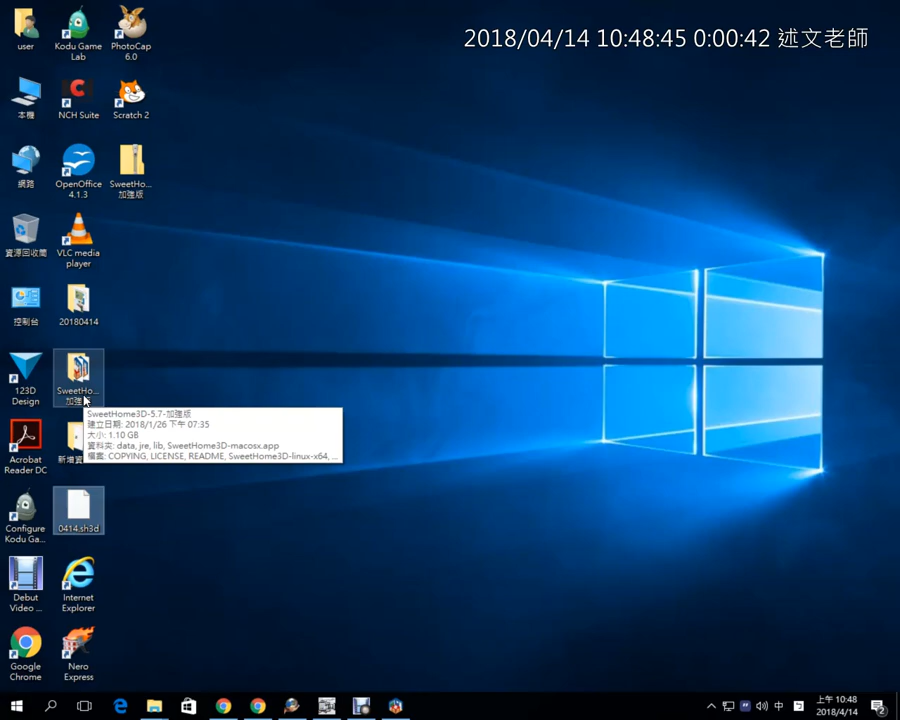 2018/04/14 10:48:45 0:00:42 述文老師
user
Kodu Game
Lab
PhotoCap
6.0
本機
NCH Suite
Scratch 2
網路
OpenOffice
4.1.3
SweetHo...
加強版
資源回收筒
VLC media
player
控制台
20180414
123D
Design
SweetHo...
加強版
SweetHome3D-5.7-加強版
建立日期: 2018/1/26 下午 07:35
大小: 1.10 GB
資料夾: data, jre, lib, SweetHome3D-macosx.app
檔案: COPYING, LICENSE, README, SweetHome3D-linux-x64, ...
Acrobat
Reader DC
新增資
Configure
Kodu Ga...
0414.sh3d
Debut
Video ...
Internet
Explorer
Google
Chrome
Nero
Express
中
上午 10:48
2018/4/14
2